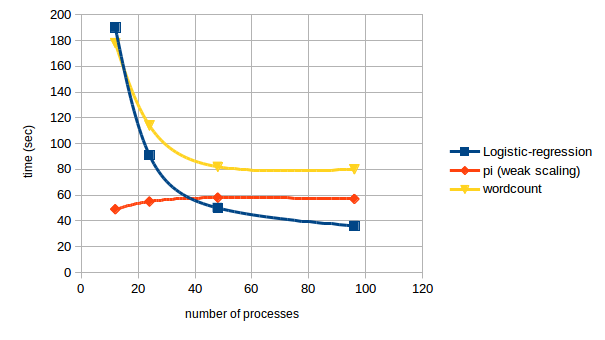 200
180
160
140
120
100
80
60
40
20
0
time (sec)
0 20 40 60 80 100 120
number of processes
Logistic-regression
pi (weak scaling)
wordcount